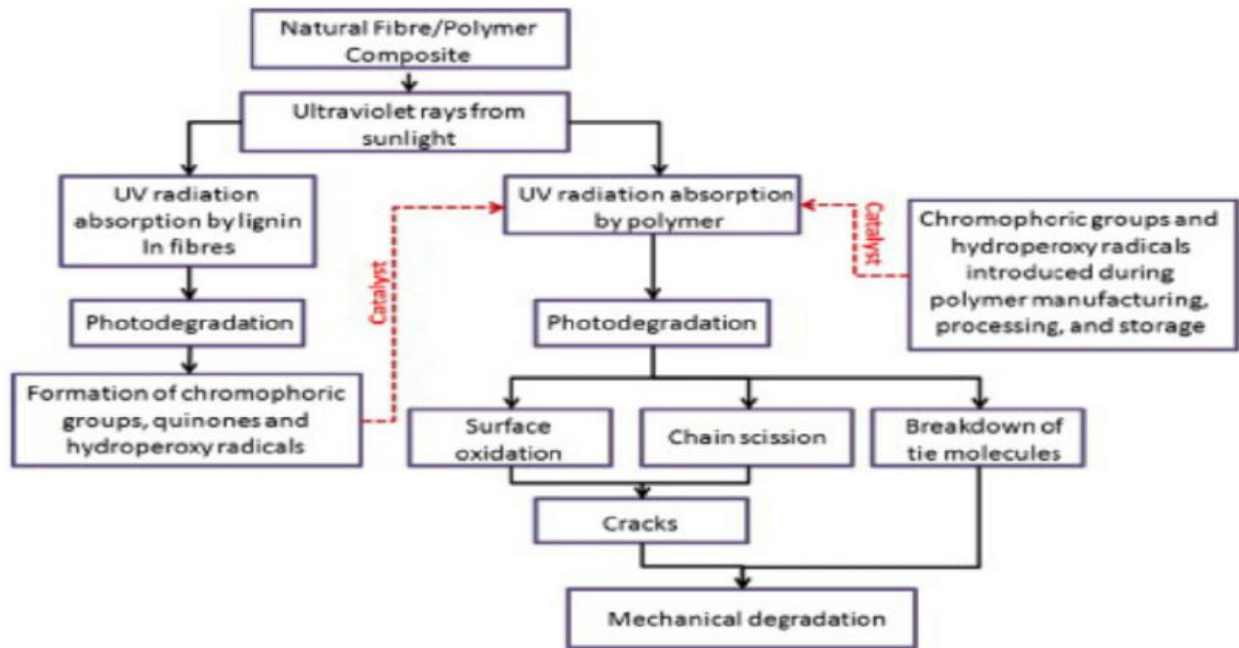 Natural Fibre/Polymer
Composite
Ultraviolet rays from
sunlight
UV radiation
absorption by lignin
In fibres
UV radiation absorption
by polymer
Catalyst
Chromophoric groups and
hydroperoxy radicals
introduced during
polymer manufacturing,
processing, and storage
Catalyst
Photodegradation
Photodegradation
Formation of chromophoric
groups, quinones and
hydroperoxy radicals
Surface
oxidation
Chain scission
Breakdown of
tie molecules
Cracks
Mechanical degradation